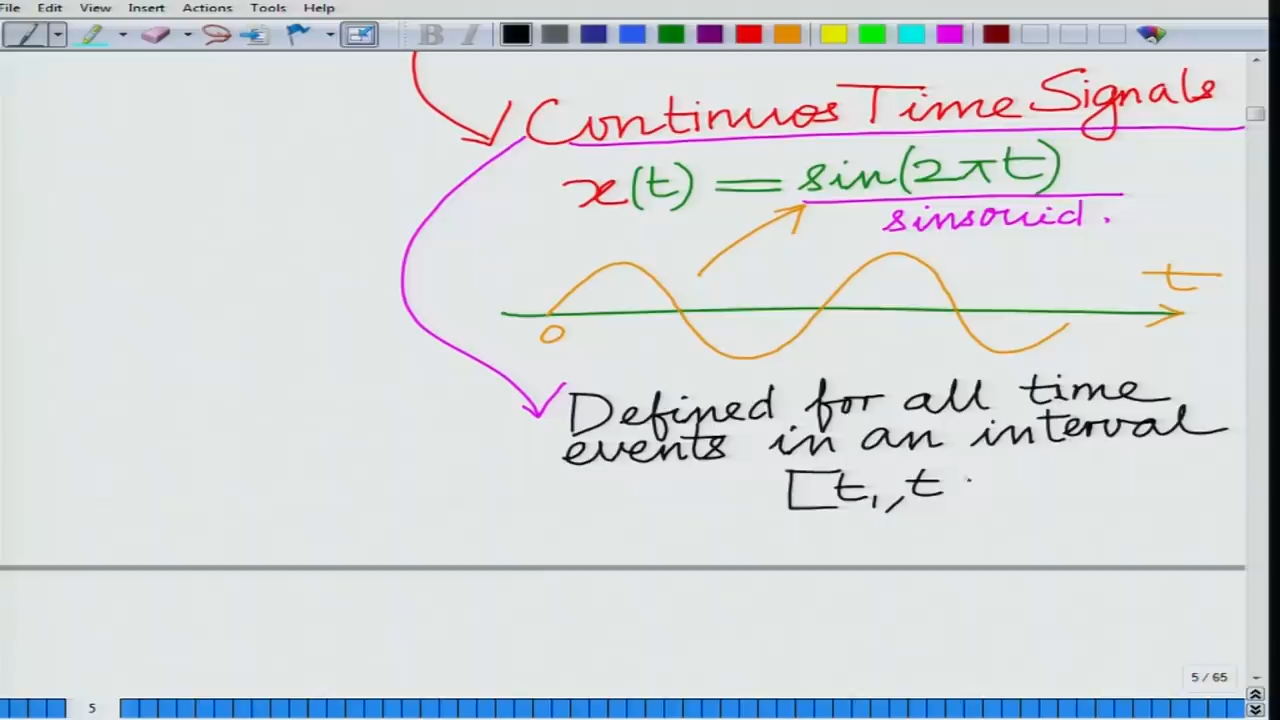 File Edit View Insert Actions Tools Help
B I
Continuos Time Signals
x(t) = sin(2πt)
sinsouid.
t
0
Defined for all time
events in an interval
[t₁, t
5 / 65
5